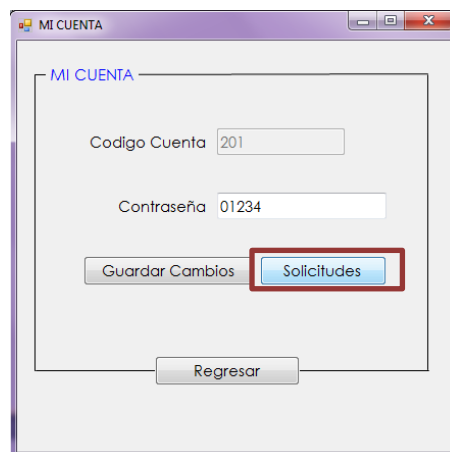 MI CUENTA
MI CUENTA
Codigo Cuenta 201
Contraseña 01234
Guardar Cambios Solicitudes
Regresar